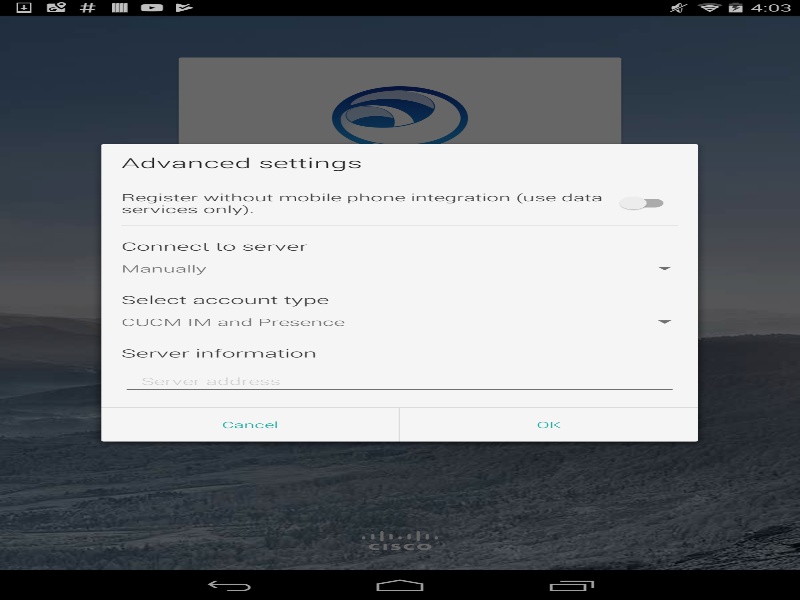 4:03
Advanced settings
Register without mobile phone integration (use data
services only).
Connect to server
Manually
Select account type
CUCM IM and Presence
Server information
Server address
Cancel
OK
CISCO